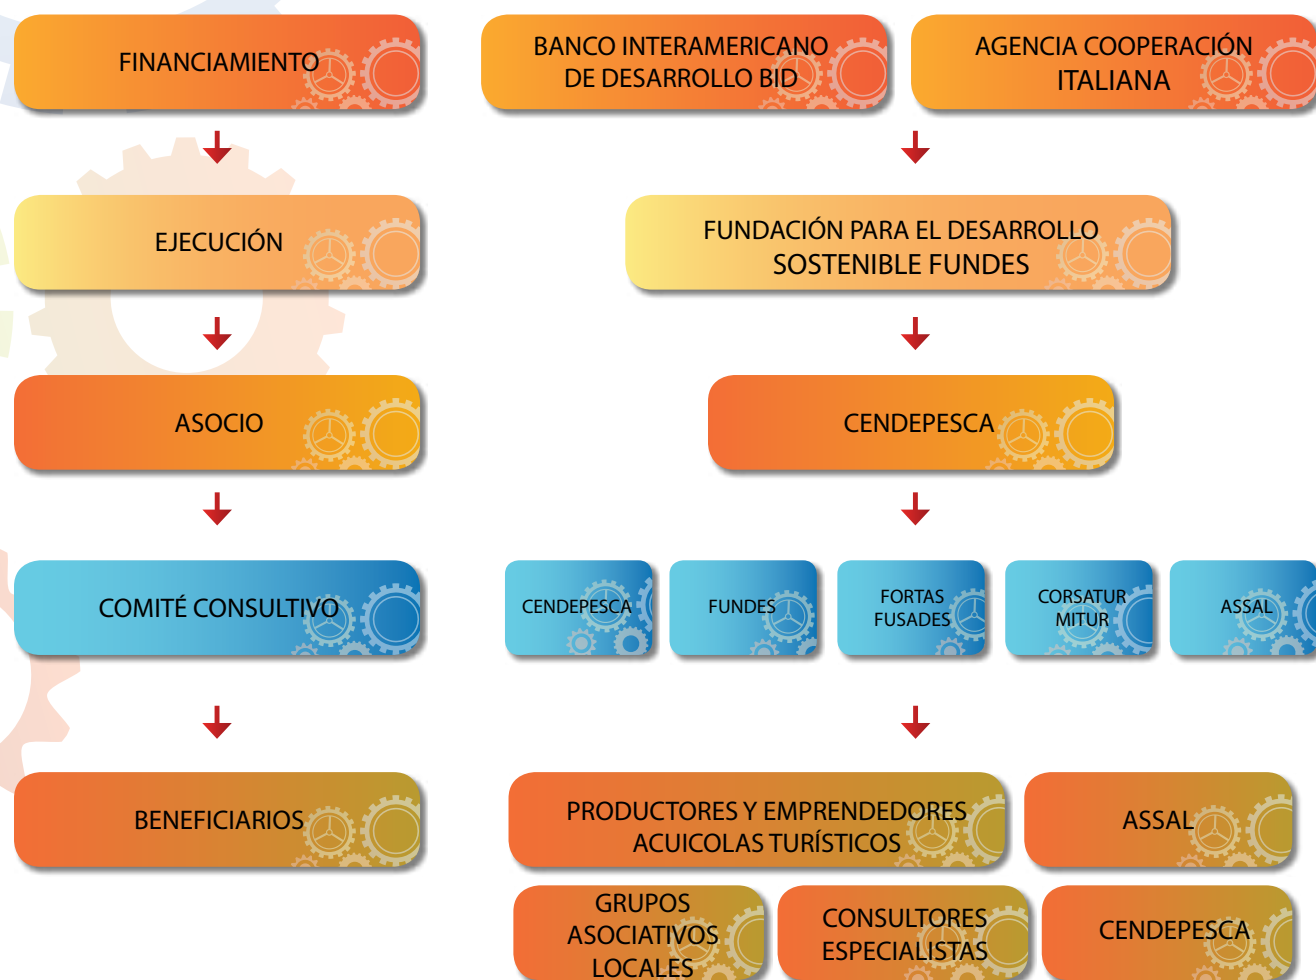 FINANCIAMIENTO
BANCO INTERAMERICANO
DE DESARROLLO BID
AGENCIA COOPERACIÓN
ITALIANA
EJECUCIÓN
FUNDACIÓN PARA EL DESARROLLO
SOSTENIBLE FUNDES
ASOCIO
CENDEPESCA
COMITÉ CONSULTIVO
CENDEPESCA
FUNDES
FORTAS
FUSADES
CORSATUR
MITUR
ASSAL
BENEFICIARIOS
PRODUCTORES Y EMPRENDEDORES
ACUICOLAS TURÍSTICOS
ASSAL
GRUPOS
ASOCIATIVOS
LOCALES
CONSULTORES
ESPECIALISTAS
CENDEPESCA